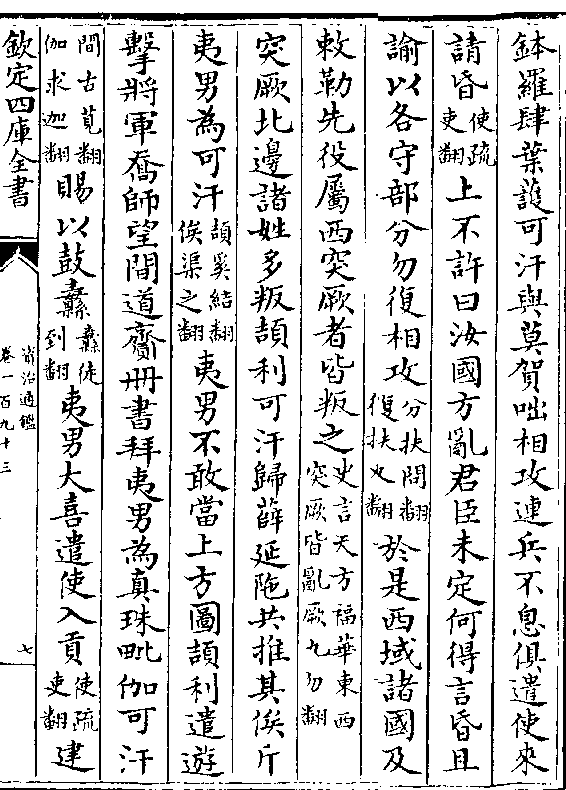 鉢羅肆葉䕶可汗與莫賀咄相攻連兵不息俱遣使來
請昏使疏吏翻上不許曰汝國方亂君臣未定何得言昏且
諭以各守部分勿復相攻分扶問翻復扶又翻於是西域諸國及
敕勒先役屬西突厥者皆叛之史言天方福華東西突厥皆亂厥九勿翻
突厥北邊諸姓多叛頡利可汗歸薛延陁共推其俟斤
夷男為可汗頡奚結翻俟渠之翻夷男不敢當上方圖頡利遣遊
擊將軍喬師望間道齎册書拜夷男為真珠毗伽可汗
間古莧翻伽求迦翻賜以鼓纛纛徒到翻夷男大喜遣使入貢使疏吏翻建
欽定四庫全書
資治通鑑
卷一百九十三
七